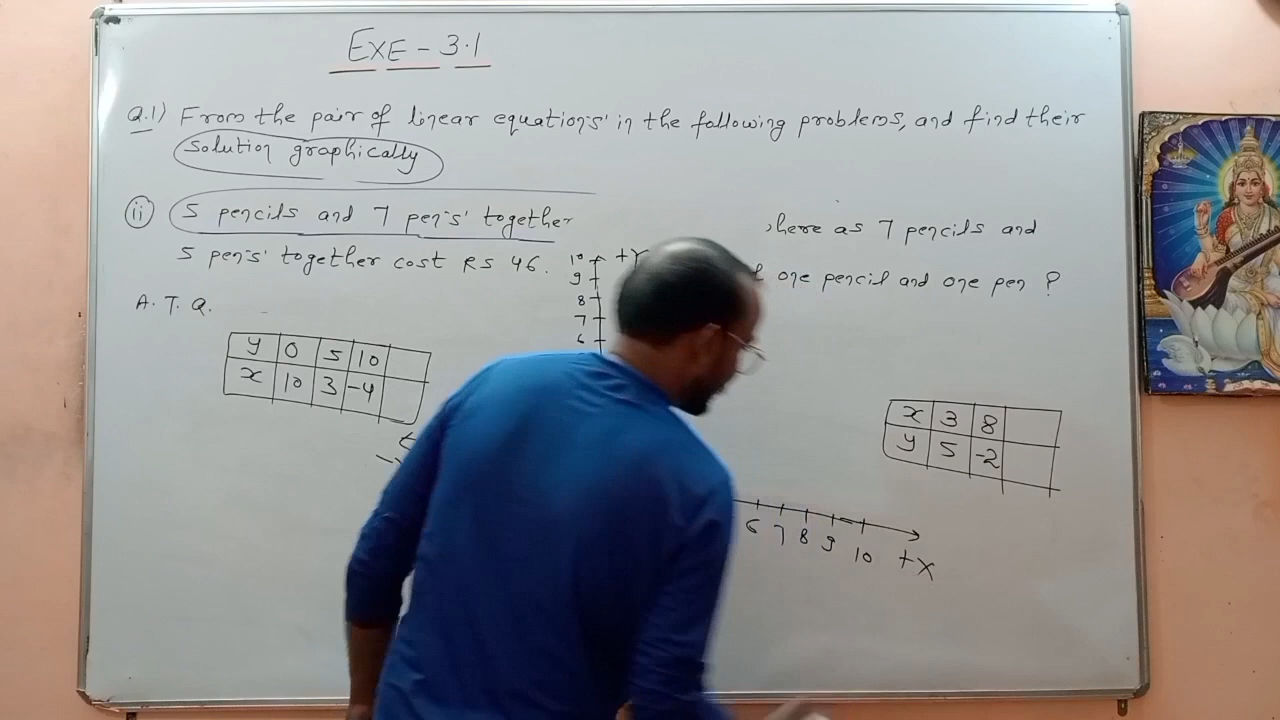 EXE - 3.1
Q.1) From the pair of linear equations' in the following problems, and find their
solution graphically
ii 5 pencils and 7 pens' together here as 7 pencils and
5 pens' together cost RS 46. one pencil and one pen ?
A. T. Q.
10 +Y
9
8
7
6
y 0 5 10
x 10 3 -4
x 3 8
y 5 -2
6 7 8 9 10 +X